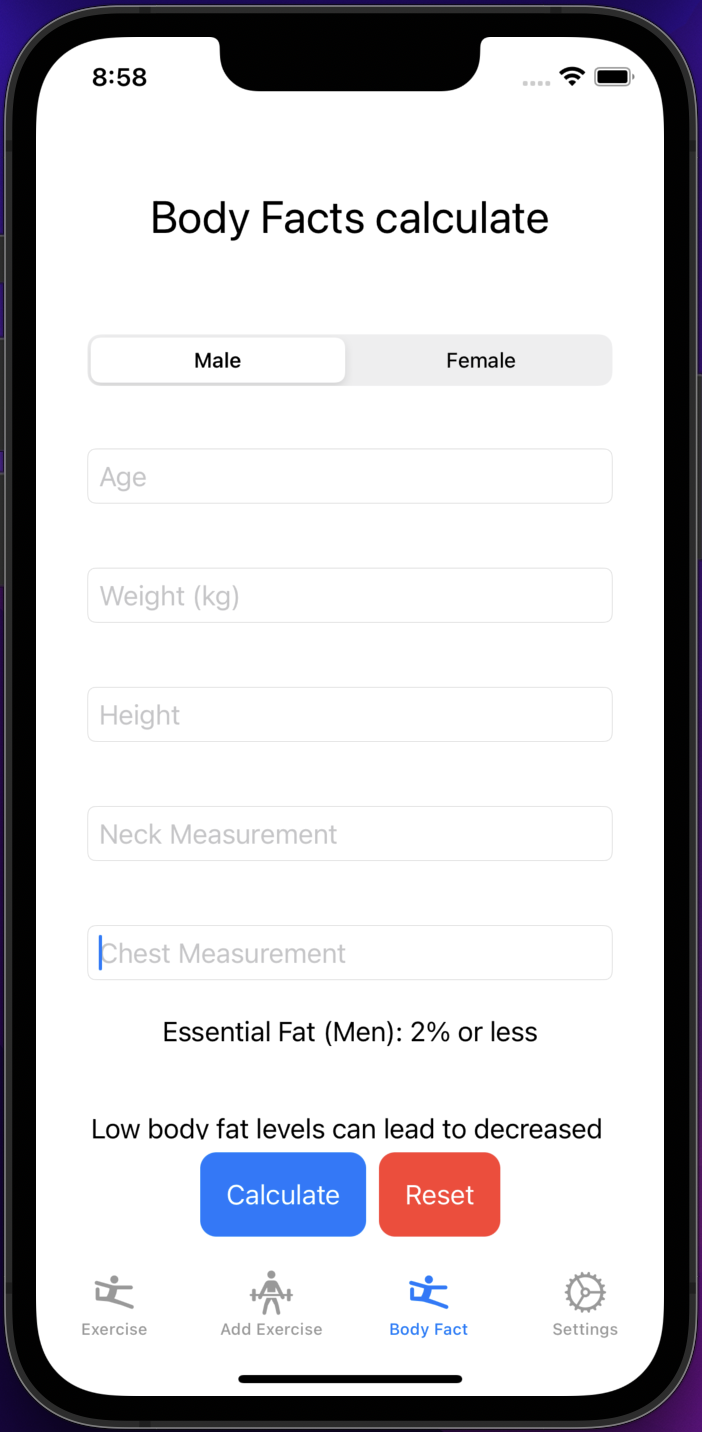 8:58
Body Facts calculate
Male Female
Age
Weight (kg)
Height
Neck Measurement
Chest Measurement
Essential Fat (Men): 2% or less
Low body fat levels can lead to decreased
Calculate Reset
Exercise Add Exercise Body Fact Settings